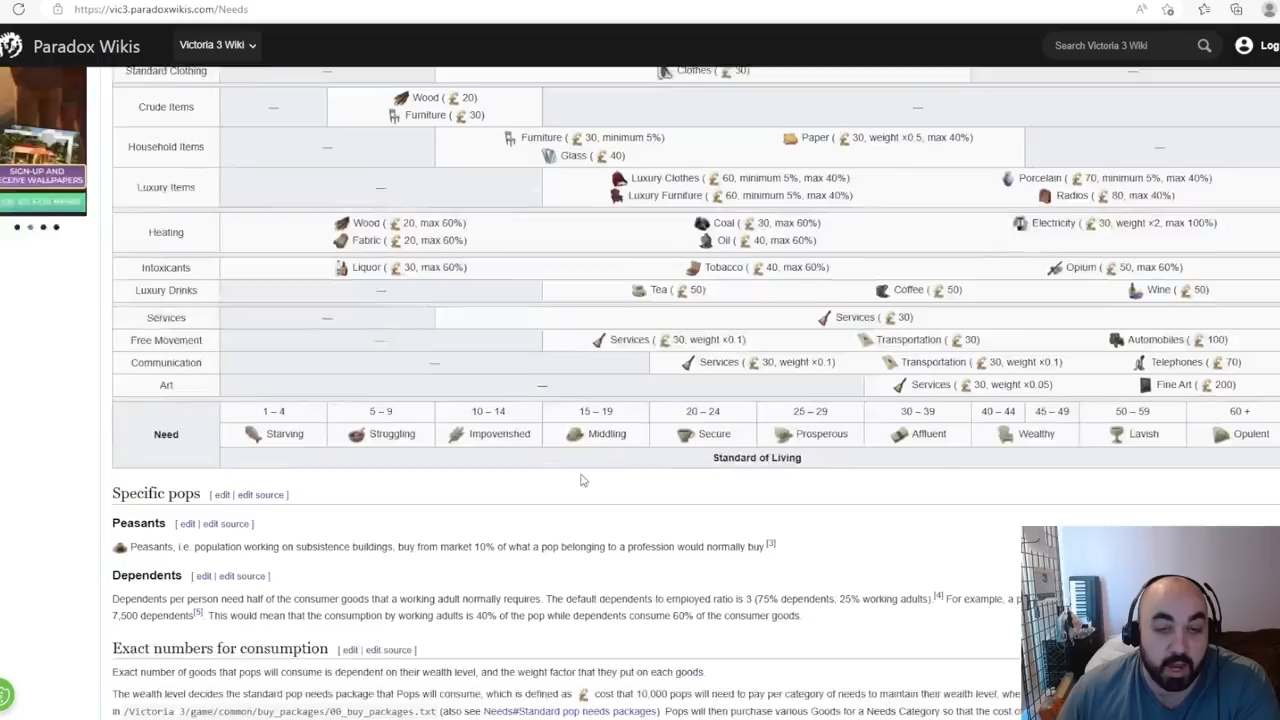 https://vic3.paradoxwikis.com/Needs
Paradox Wikis
Victoria 3 Wiki
Search Victoria 3 Wiki
Log
SIGN-UP AND
RECEIVE WALLPAPERS
Standard Clothing — Clothes ( £ 30) —
Crude Items — Wood ( £ 20) —
Furniture ( £ 30)
Household Items — Furniture ( £ 30, minimum 5%) Paper ( £ 30, weight ×0.5, max 40%) —
Glass ( £ 40)
Luxury Items — Luxury Clothes ( £ 60, minimum 5%, max 40%) Porcelain ( £ 70, minimum 5%, max 40%)
Luxury Furniture ( £ 60, minimum 5%, max 40%) Radios ( £ 80, max 40%)
Heating Wood ( £ 20, max 60%) Coal ( £ 30, max 60%) Electricity ( £ 30, weight ×2, max 100%)
Fabric ( £ 20, max 60%) Oil ( £ 40, max 60%)
Intoxicants Liquor ( £ 30, max 60%) Tobacco ( £ 40, max 60%) Opium ( £ 50, max 60%)
Luxury Drinks — Tea ( £ 50) Coffee ( £ 50) Wine ( £ 50)
Services — Services ( £ 30)
Free Movement — Services ( £ 30, weight ×0.1) Transportation ( £ 30) Automobiles ( £ 100)
Communication — Services ( £ 30, weight ×0.1) Transportation ( £ 30, weight ×0.1) Telephones ( £ 70)
Art — Services ( £ 30, weight ×0.05) Fine Art ( £ 200)
Need 1 – 4 5 – 9 10 – 14 15 – 19 20 – 24 25 – 29 30 – 39 40 – 44 45 – 49 50 – 59 60 +
Starving Struggling Impoverished Middling Secure Prosperous Affluent Wealthy Lavish Opulent
Standard of Living
Specific pops [ edit | edit source ]
Peasants [ edit | edit source ]
Peasants, i.e. population working on subsistence buildings, buy from market 10% of what a pop belonging to a profession would normally buy [3]
Dependents [ edit | edit source ]
Dependents per person need half of the consumer goods that a working adult normally requires. The default dependents to employed ratio is 3 (75% dependents, 25% working adults).[4] For example, a p
7,500 dependents[5]. This would mean that the consumption by working adults is 40% of the pop while dependents consume 60% of the consumer goods.
Exact numbers for consumption [ edit | edit source ]
Exact number of goods that pops will consume is dependent on their wealth level, and the weight factor that they put on each goods.
The wealth level decides the standard pop needs package that Pops will consume, which is defined as £ cost that 10,000 pops will need to pay per category of needs to maintain their wealth level, whe
in /Victoria 3/game/common/buy_packages/00_buy_packages.txt (also see Needs#Standard pop needs packages) Pops will then purchase various Goods for a Needs Category so that the cost of